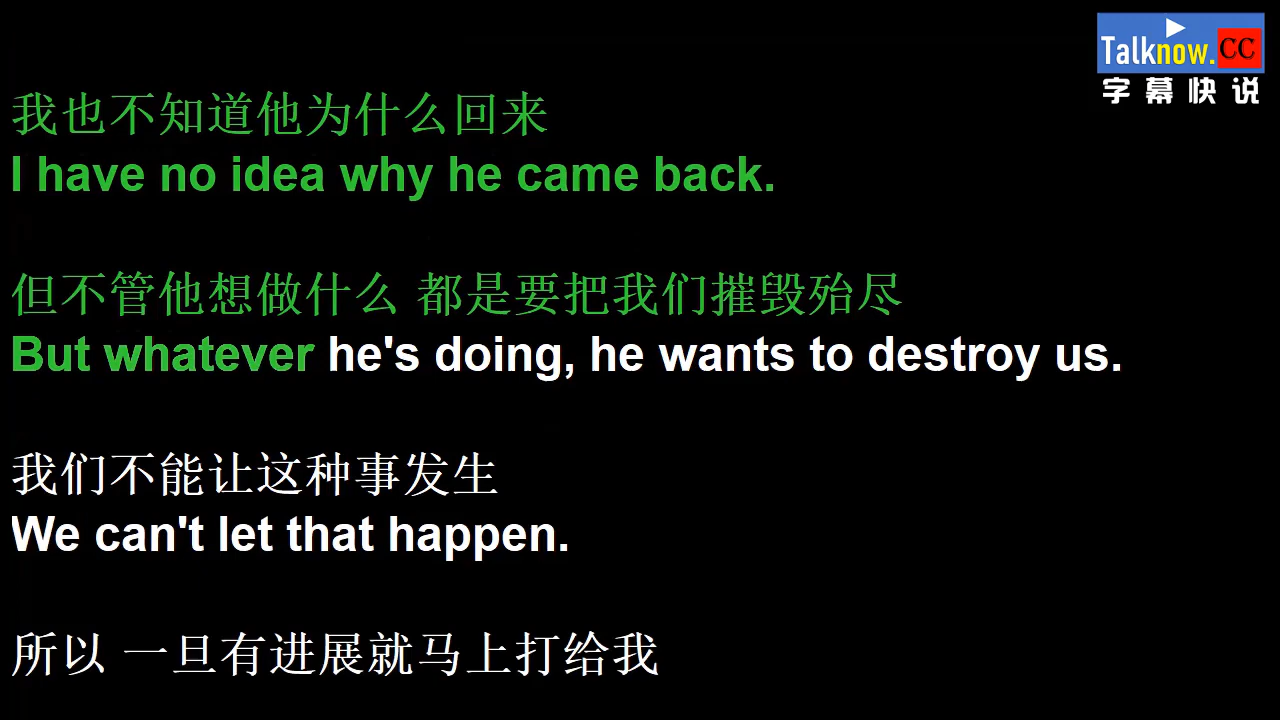 Talknow.CC
字幕快说
我也不知道他为什么回来
I have no idea why he came back.
但不管他想做什么 都是要把我们摧毁殆尽
But whatever he's doing, he wants to destroy us.
我们不能让这种事发生
We can't let that happen.
所以 一旦有进展就马上打给我